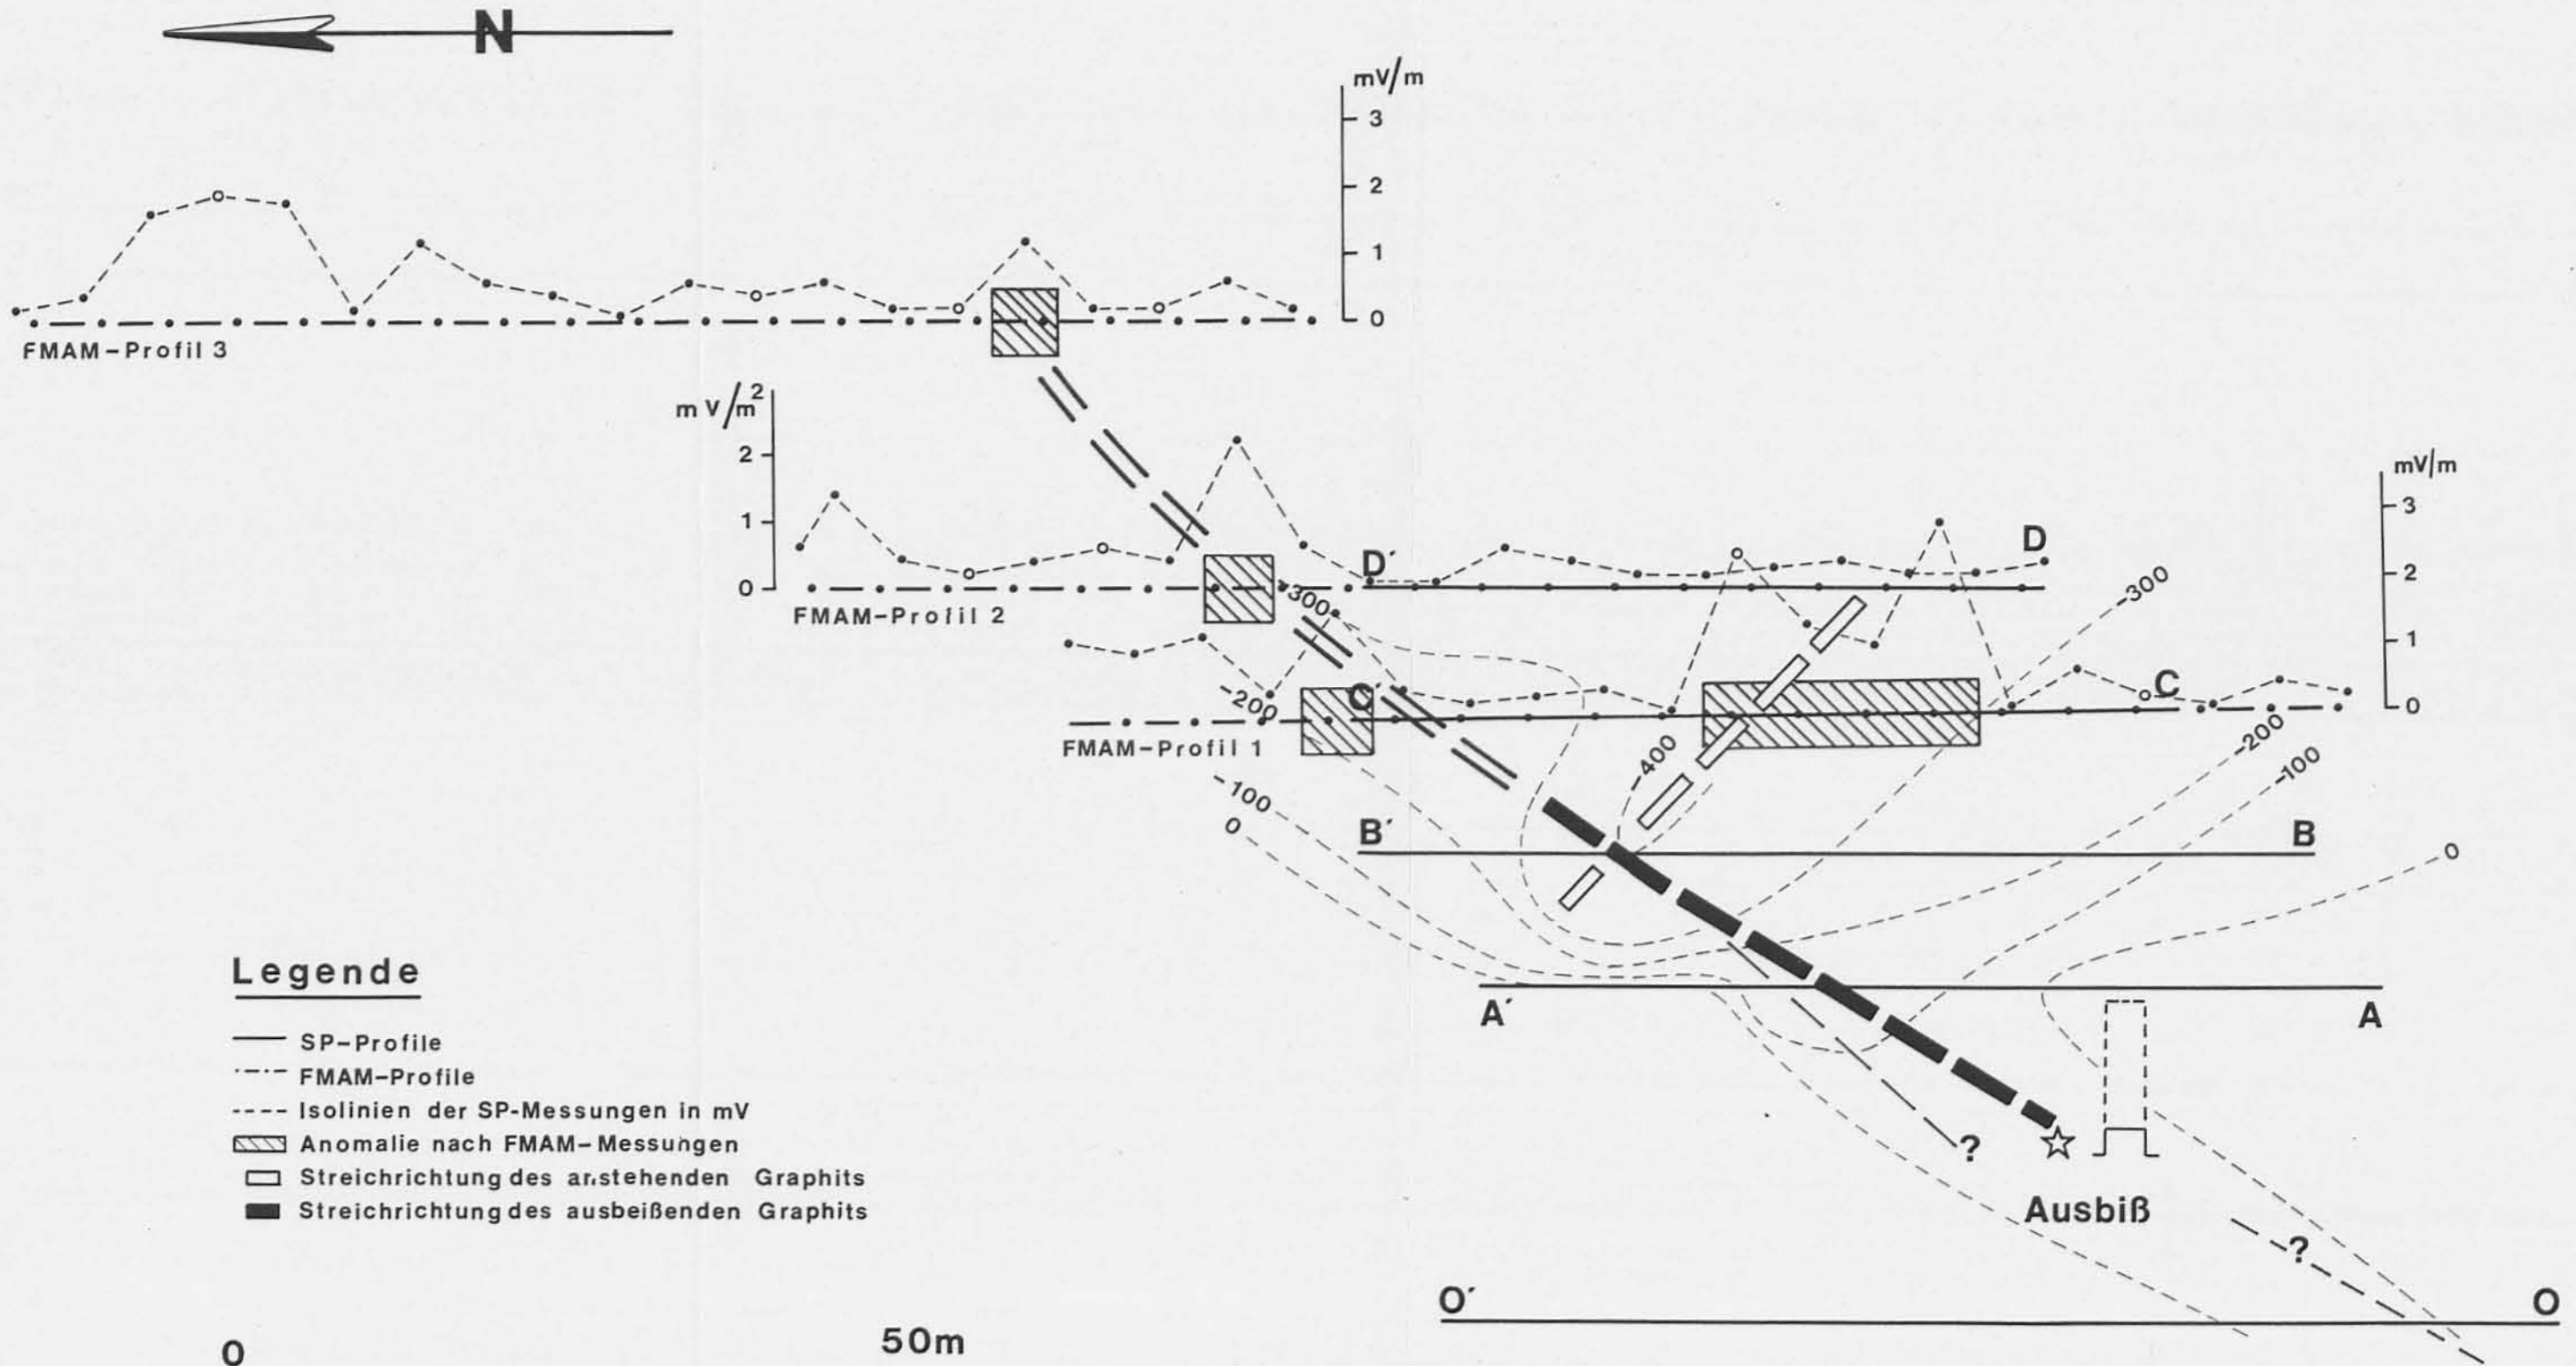 N
mV/m
3
2
1
0
FMAM-Profil 3
mV/m²
2
1
0
FMAM-Profil 2
D´
D
mV/m
3
2
1
0
-300
-300
-200
C´
C
FMAM-Profil 1
-400
-200
-100
-100
0
B´
B
0
A´
A
?
Ausbiß
?
O´
O
Legende
SP-Profile
FMAM-Profile
Isolinien der SP-Messungen in mV
Anomalie nach FMAM-Messungen
Streichrichtung des anstehenden Graphits
Streichrichtung des ausbeißenden Graphits
0
50m